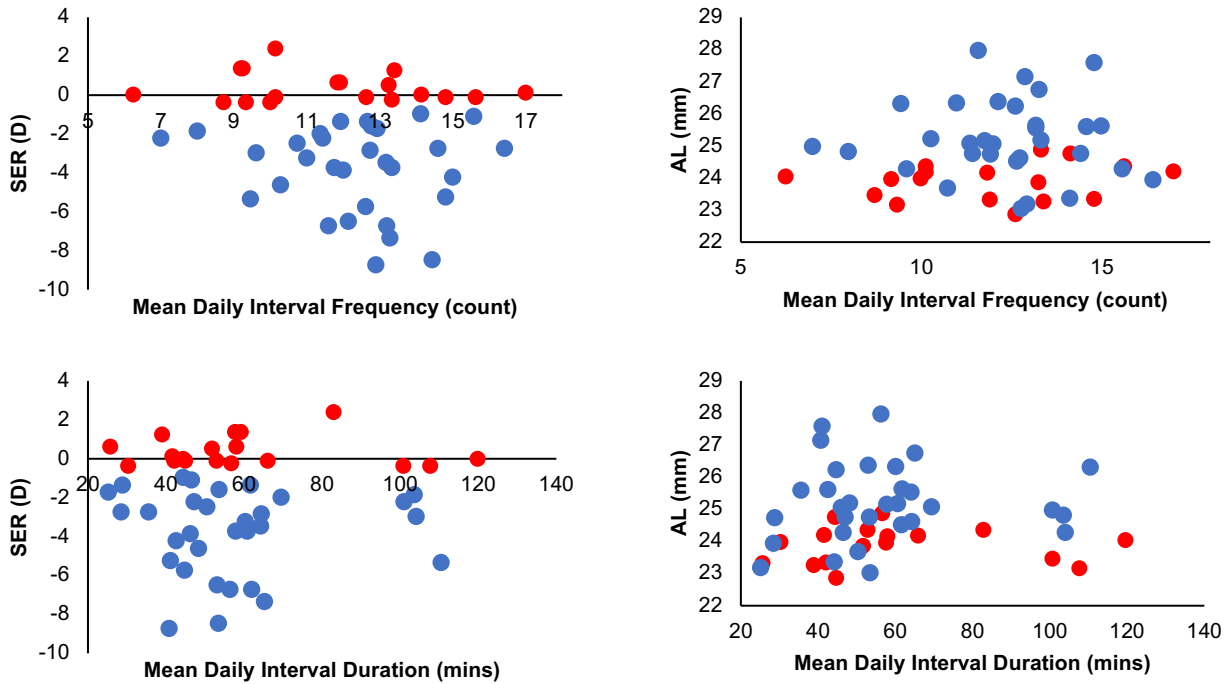 4
2
0
-2
-4
-6
-8
-10
5 7 9 11 13 15 17
SER (D)
Mean Daily Interval Frequency (count)
29
28
27
26
25
24
23
22
5 10 15
AL (mm)
Mean Daily Interval Frequency (count)
4
2
0
-2
-4
-6
-8
-10
20 40 60 80 100 120 140
SER (D)
Mean Daily Interval Duration (mins)
29
28
27
26
25
24
23
22
20 40 60 80 100 120 140
AL (mm)
Mean Daily Interval Duration (mins)